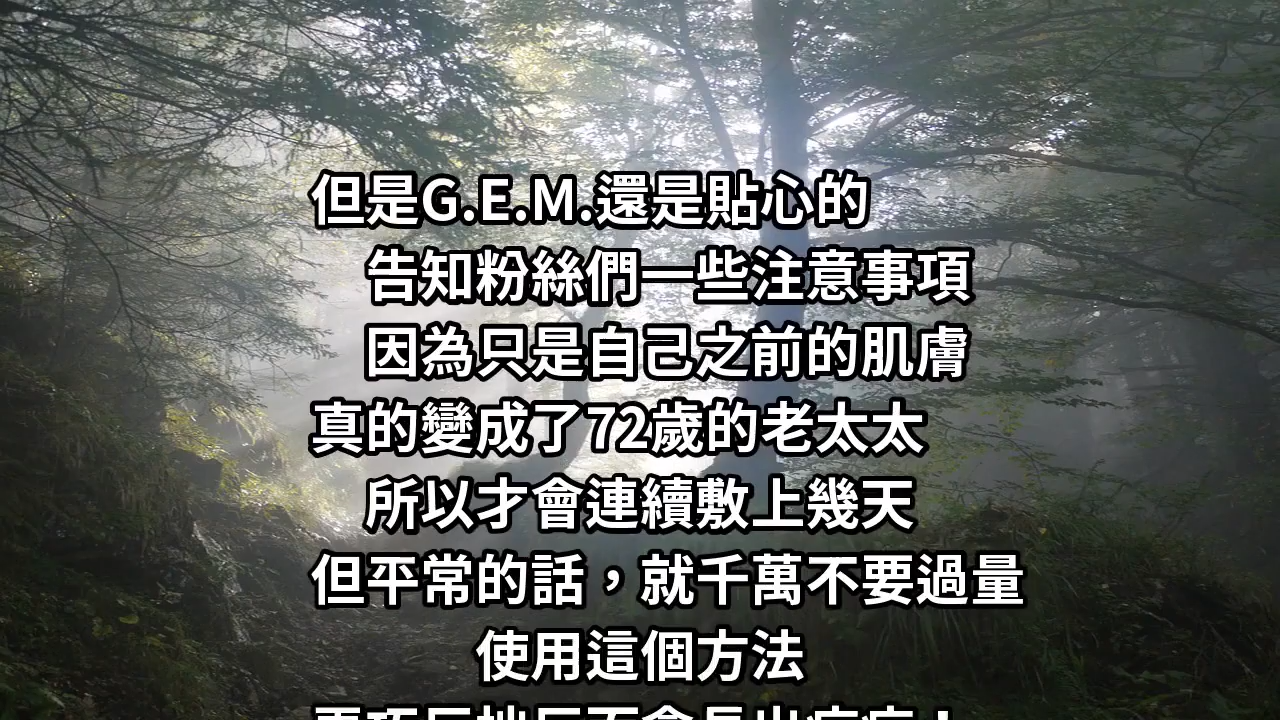 但是G.E.M.還是貼心的
告知粉絲們一些注意事項
因為只是自己之前的肌膚
真的變成了72歲的老太太
所以才會連續敷上幾天
但平常的話，就千萬不要過量
使用這個方法